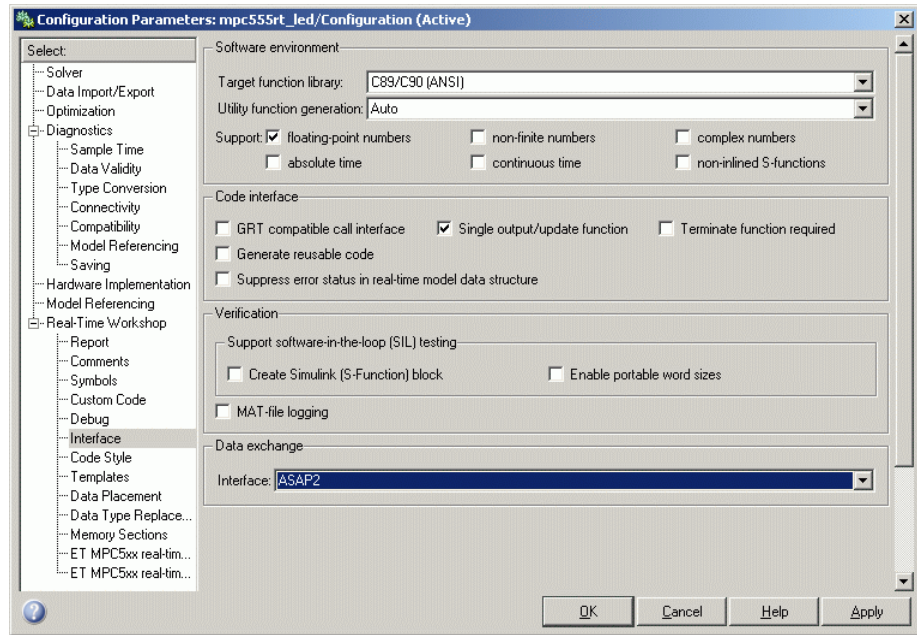 Configuration Parameters: mpc555rt_led/Configuration (Active)
Select:
Solver
Data Import/Export
Optimization
Diagnostics
Sample Time
Data Validity
Type Conversion
Connectivity
Compatibility
Model Referencing
Saving
Hardware Implementation
Model Referencing
Real-Time Workshop
Report
Comments
Symbols
Custom Code
Debug
Interface
Code Style
Templates
Data Placement
Data Type Replace...
Memory Sections
ET MPC5xx real-tim...
ET MPC5xx real-tim...
Software environment
Target function library: C89/C90 (ANSI)
Utility function generation: Auto
Support: floating-point numbers non-finite numbers complex numbers
absolute time continuous time non-inlined S-functions
Code interface
GRT compatible call interface Single output/update function Terminate function required
Generate reusable code
Suppress error status in real-time model data structure
Verification
Support software-in-the-loop (SIL) testing
Create Simulink (S-Function) block Enable portable word sizes
MAT-file logging
Data exchange
Interface: ASAP2
OK Cancel Help Apply